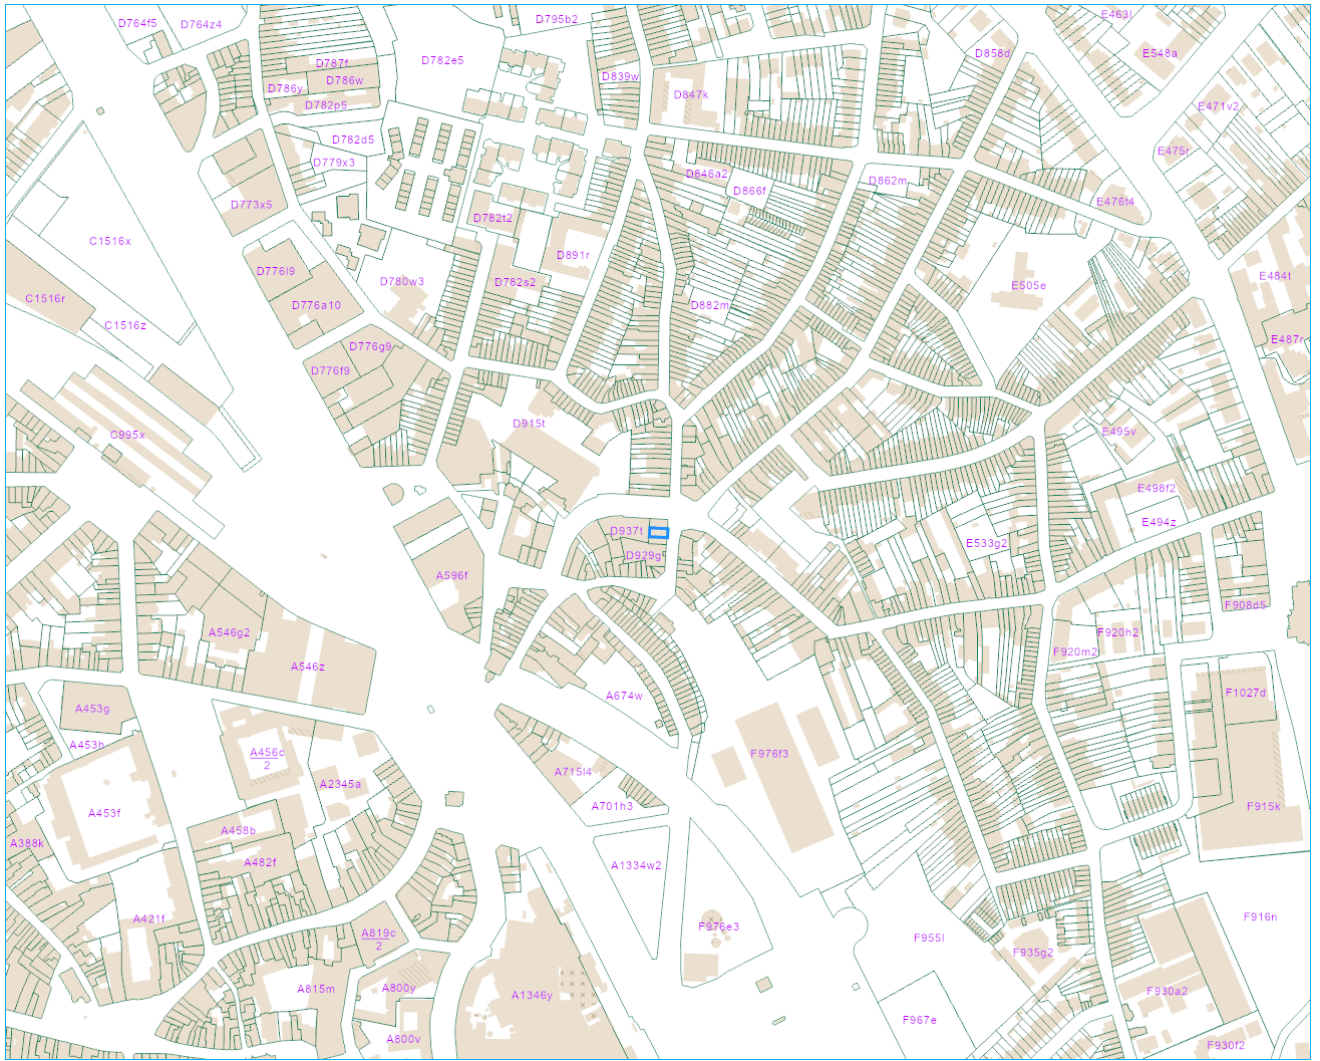 D764f5
D764z4
D795b2
E463l
D782e5
E548a
D858d
D787f
D786w
D839w
D786y
D847k
D782p5
E471v2
D782d5
E475r
D779x3
D846a2
D866f
D862m
D773x5
E476t4
D782t2
C1516x
D891r
D776l9
E484t
D780w3
D782s2
E505e
C1516r
D776a10
D882m
C1516z
E487r
D776g9
D776f9
D915t
C995x
E495v
E498f2
E494z
D937t
E533g2
D929g
A596f
F908d5
A546g2
F920h2
F920m2
A546z
F1027d
A674w
A453g
A453h
A456c
2
F976f3
A715l4
A2345a
A701h3
F915k
A453f
A458b
A388k
A482f
A1334w2
A421f
F916n
F976e3
A819c
2
F955l
F935g2
A815m
A800y
A1346y
F930a2
F967e
A800v
F930f2